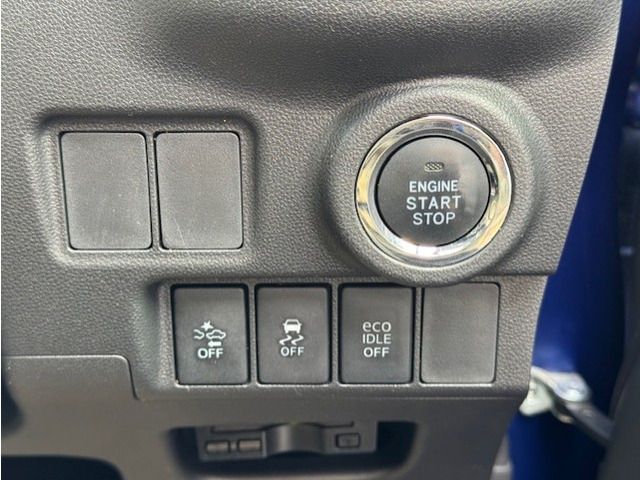 ENGINE
START
STOP
OFF
OFF
eco
IDLE
OFF